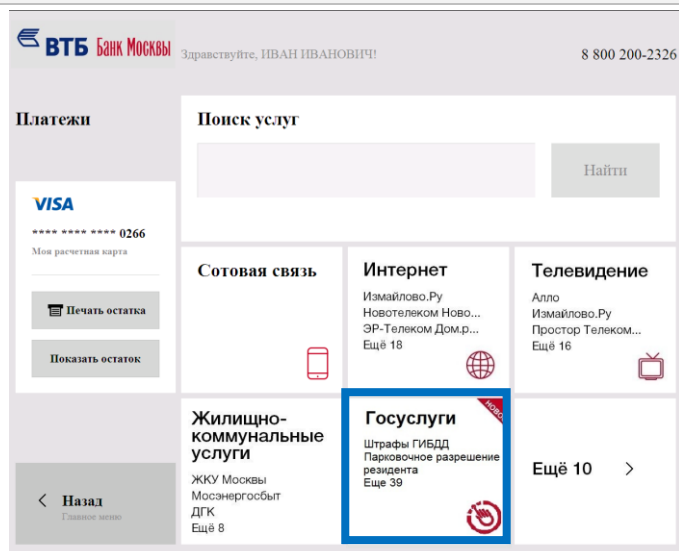 ВТБ Банк Москвы
Здравствуйте, ИВАН ИВАНОВИЧ!
8 800 200-2326
Платежи
Поиск услуг
Найти
VISA
**** **** **** 0266
Моя расчетная карта
Печать остатка
Показать остаток
Сотовая связь
Интернет
Измайлово.Ру
Новотелеком Ново...
ЭР-Телеком Дом.р...
Ещё 18
Телевидение
Алло
Измайлово.Ру
Простор Телеком...
Ещё 16
Жилищно-
коммунальные
услуги
ЖКУ Москвы
Мосэнергосбыт
ДГК
Ещё 8
НОВОЕ
Госуслуги
Штрафы ГИБДД
Парковочное разрешение
резидента
Еще 39
Ещё 10 >
< Назад
Главное меню